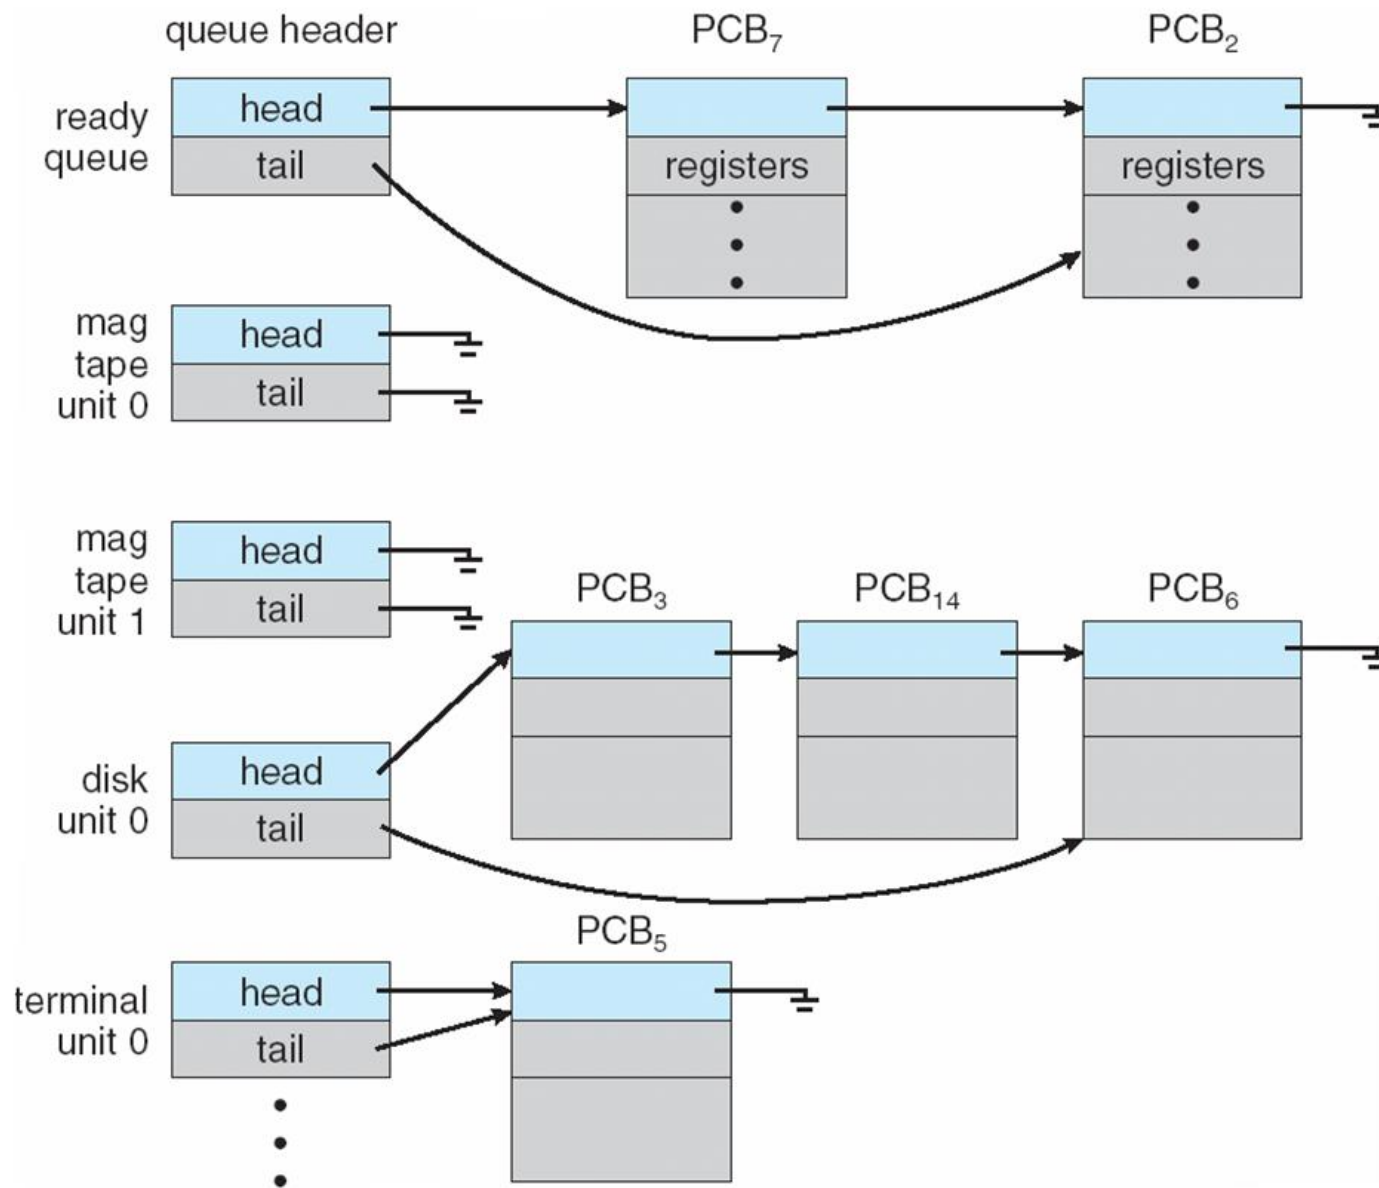 queue header
PCB₇
PCB₂
ready
queue
head
tail
registers
registers
mag
tape
unit 0
head
tail
mag
tape
unit 1
head
tail
PCB₃
PCB₁₄
PCB₆
disk
unit 0
head
tail
PCB₅
terminal
unit 0
head
tail